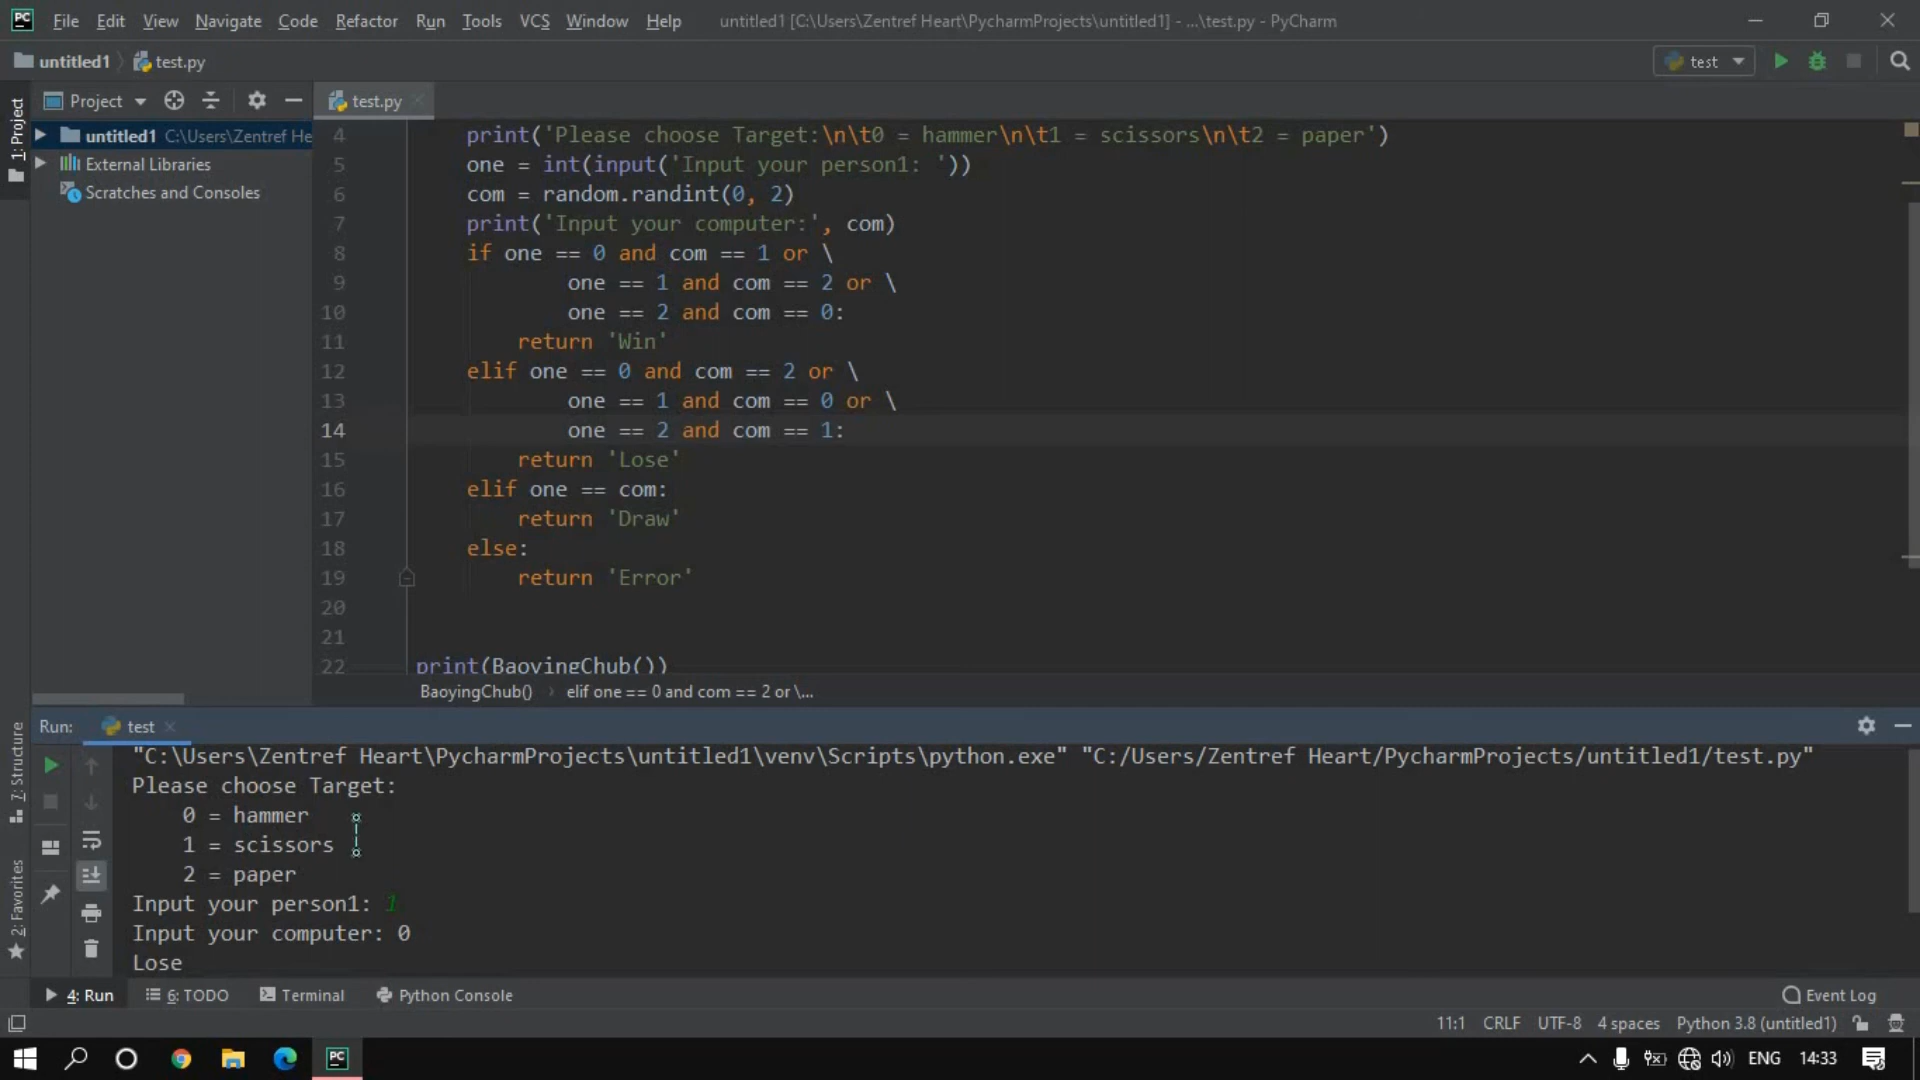 File Edit View Navigate Code Refactor Run Tools VCS Window Help untitled1 [C:\Users\Zentref Heart\PycharmProjects\untitled1] - ...\test.py - PyCharm
untitled1 test.py test
1: Project
Project
test.py
untitled1 C:\Users\Zentref He
External Libraries
Scratches and Consoles
4 print('Please choose Target:\n\t0 = hammer\n\t1 = scissors\n\t2 = paper')
5 one = int(input('Input your person1: '))
6 com = random.randint(0, 2)
7 print('Input your computer:', com)
8 if one == 0 and com == 1 or \
9 one == 1 and com == 2 or \
10 one == 2 and com == 0:
11 return 'Win'
12 elif one == 0 and com == 2 or \
13 one == 1 and com == 0 or \
14 one == 2 and com == 1:
15 return 'Lose'
16 elif one == com:
17 return 'Draw'
18 else:
19 return 'Error'
20
21
22 print(BaoyingChub())
BaoyingChub() › elif one == 0 and com == 2 or \...
Run: test
7: Structure
2: Favorites
"C:\Users\Zentref Heart\PycharmProjects\untitled1\venv\Scripts\python.exe" "C:/Users/Zentref Heart/PycharmProjects/untitled1/test.py"
Please choose Target:
0 = hammer
1 = scissors
2 = paper
Input your person1: 1
Input your computer: 0
Lose
4: Run 6: TODO Terminal Python Console Event Log
11:1 CRLF UTF-8 4 spaces Python 3.8 (untitled1)
PC ENG 14:33